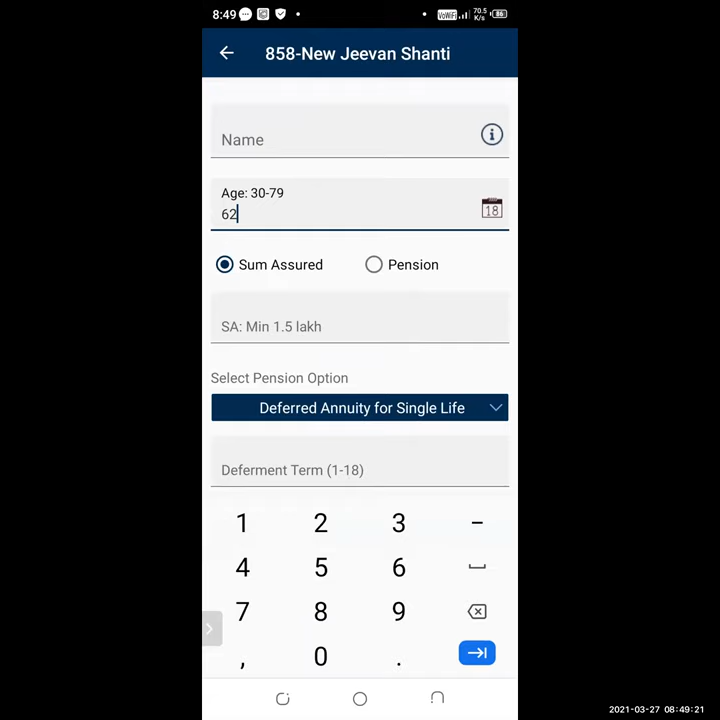 8:49
VoWiFi 70.5 K/s 86
858-New Jeevan Shanti
Name
Age: 30-79
18
62
Sum Assured
Pension
SA: Min 1.5 lakh
Select Pension Option
Deferred Annuity for Single Life
Deferment Term (1-18)
1 2 3 -
4 5 6
7 8 9
, 0 .
2021-03-27 08:49:21